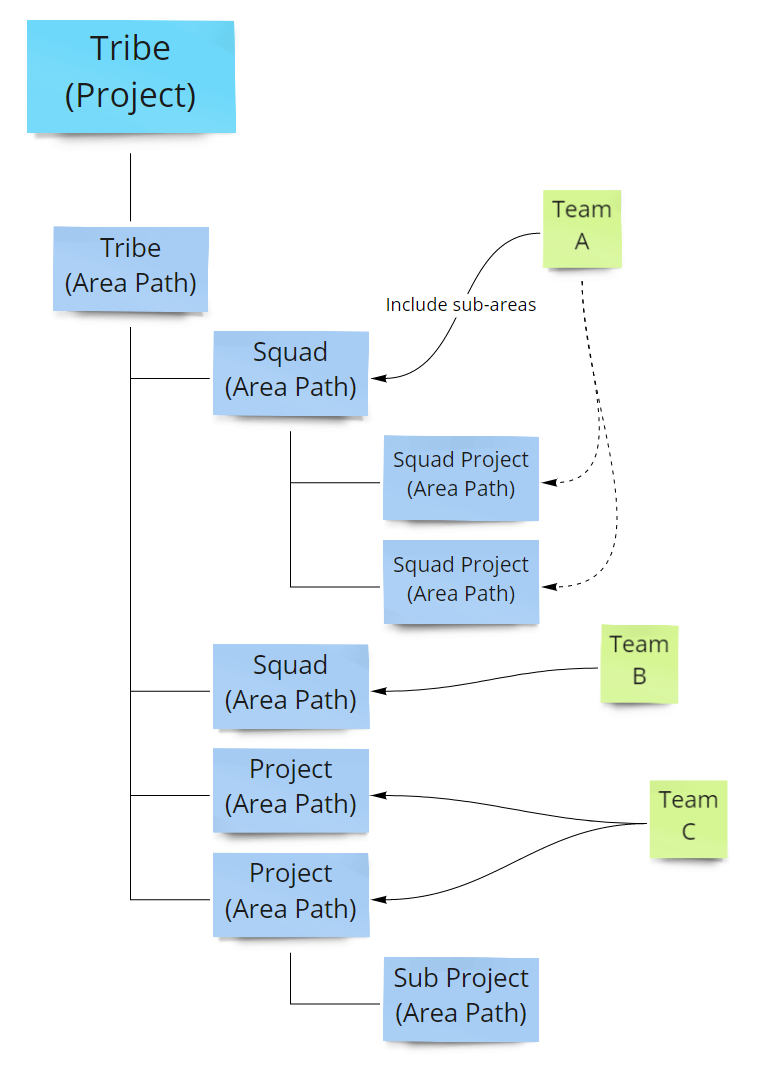 Tribe
(Project)
Tribe
(Area Path)
Team
A
Include sub-areas
Squad
(Area Path)
Squad Project
(Area Path)
Squad Project
(Area Path)
Team
B
Squad
(Area Path)
Project
(Area Path)
Team
C
Project
(Area Path)
Sub Project
(Area Path)